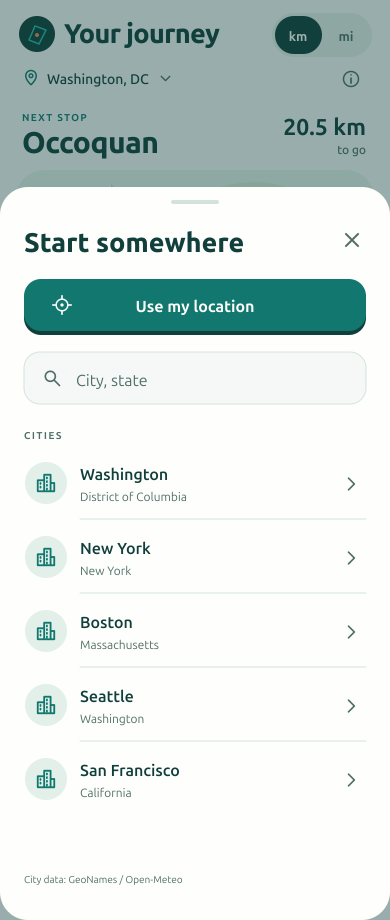 Your journey
km
mi
Washington, DC
NEXT STOP
Occoquan
20.5 km
to go
Start somewhere
Use my location
City, state
CITIES
Washington
District of Columbia
New York
New York
Boston
Massachusetts
Seattle
Washington
San Francisco
California
City data: GeoNames / Open-Meteo